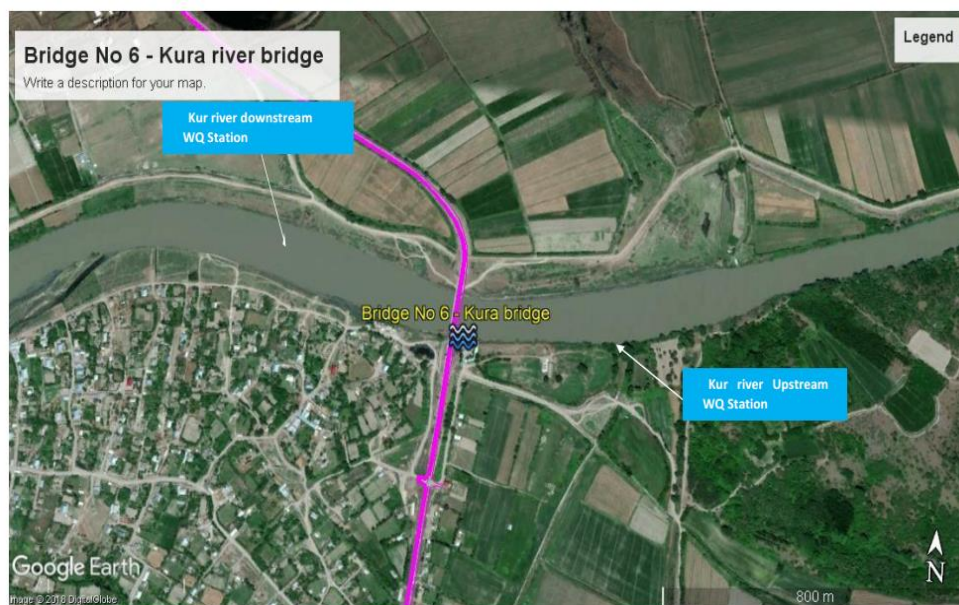 Bridge No 6 - Kura river bridge
Write a description for your map.
Legend
Kur river downstream
WQ Station
Bridge No 6 - Kura bridge
Kur river Upstream
WQ Station
Google Earth
Image © 2018 DigitalGlobe
800 m
N